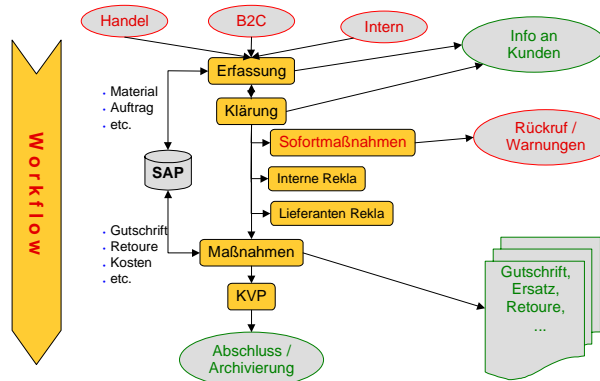 Handel
B2C
Intern
Erfassung
Info an
Kunden
• Material
• Auftrag
• etc.
Klärung
Sofortmaßnahmen
Rückruf /
Warnungen
Workflow
SAP
Interne Rekla
Lieferanten Rekla
• Gutschrift
• Retoure
• Kosten
• etc.
Maßnahmen
Gutschrift,
Ersatz,
Retoure,
...
KVP
Abschluss /
Archivierung